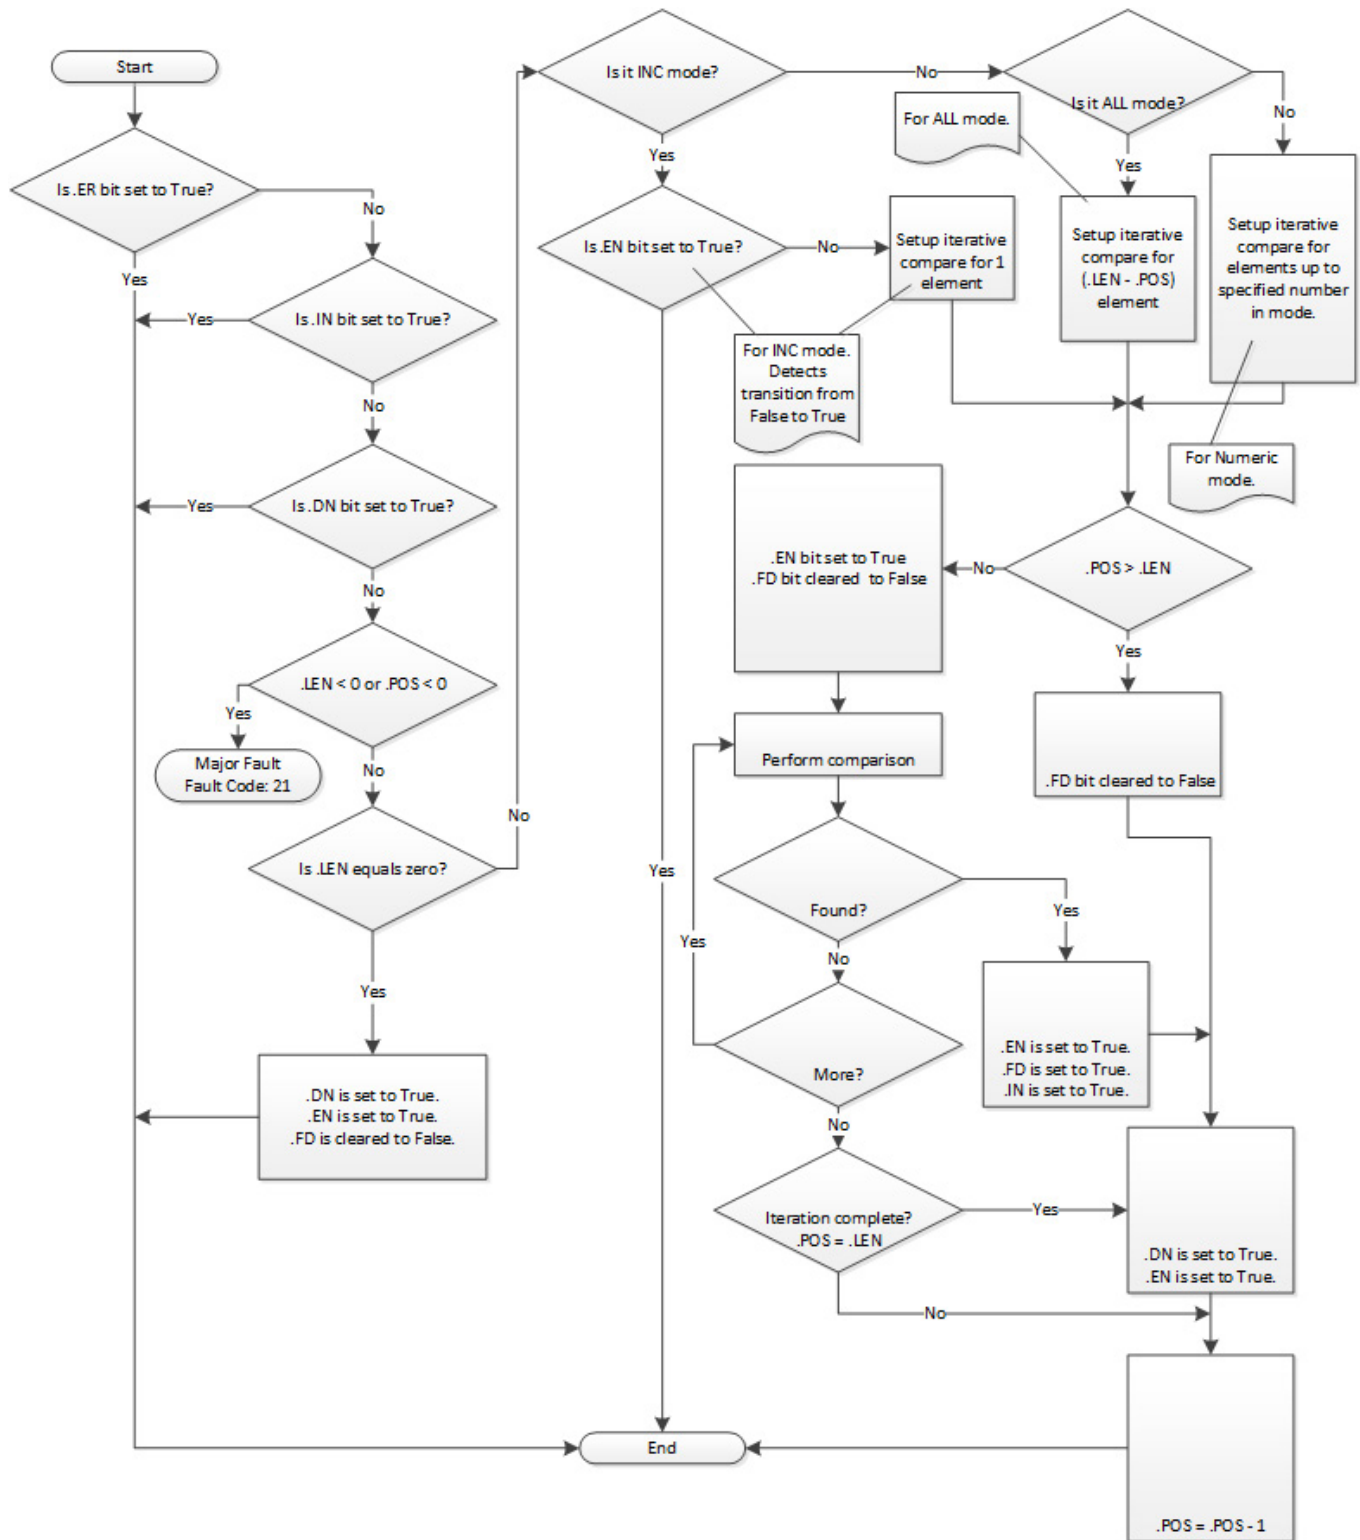 Start
Is .ER bit set to True?
No
Yes
Is .IN bit set to True?
Yes
No
Is .DN bit set to True?
Yes
No
.LEN < 0 or .POS < 0
Yes
Major Fault
Fault Code: 21
No
Is .LEN equals zero?
No
Yes
.DN is set to True.
.EN is set to True.
.FD is cleared to False.
Is it INC mode?
No
Is it ALL mode?
No
For ALL mode.
Yes
Yes
Is .EN bit set to True?
No
Setup iterative
compare for 1
element
Setup iterative
compare for
(.LEN - .POS)
element
Setup iterative
compare for
elements up to
specified number
in mode.
For INC mode.
Detects
transition from
False to True
For Numeric
mode.
.EN bit set to True
.FD bit cleared  to False
No
.POS > .LEN
Yes
Perform comparison
.FD bit cleared to False
Yes
Found?
Yes
Yes
No
.EN is set to True.
.FD is set to True.
.IN is set to True.
More?
No
Iteration complete?
.POS = .LEN
Yes
.DN is set to True.
.EN is set to True.
No
End
.POS = .POS - 1